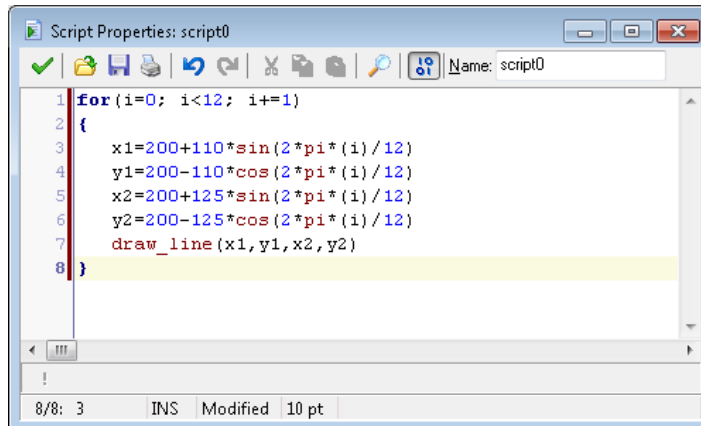 Script Properties: script0
Name: script0
1 for(i=0; i<12; i+=1)
2 {
3 x1=200+110*sin(2*pi*(i)/12)
4 y1=200-110*cos(2*pi*(i)/12)
5 x2=200+125*sin(2*pi*(i)/12)
6 y2=200-125*cos(2*pi*(i)/12)
7 draw_line(x1,y1,x2,y2)
8 }
!
8/8: 3 INS Modified 10 pt